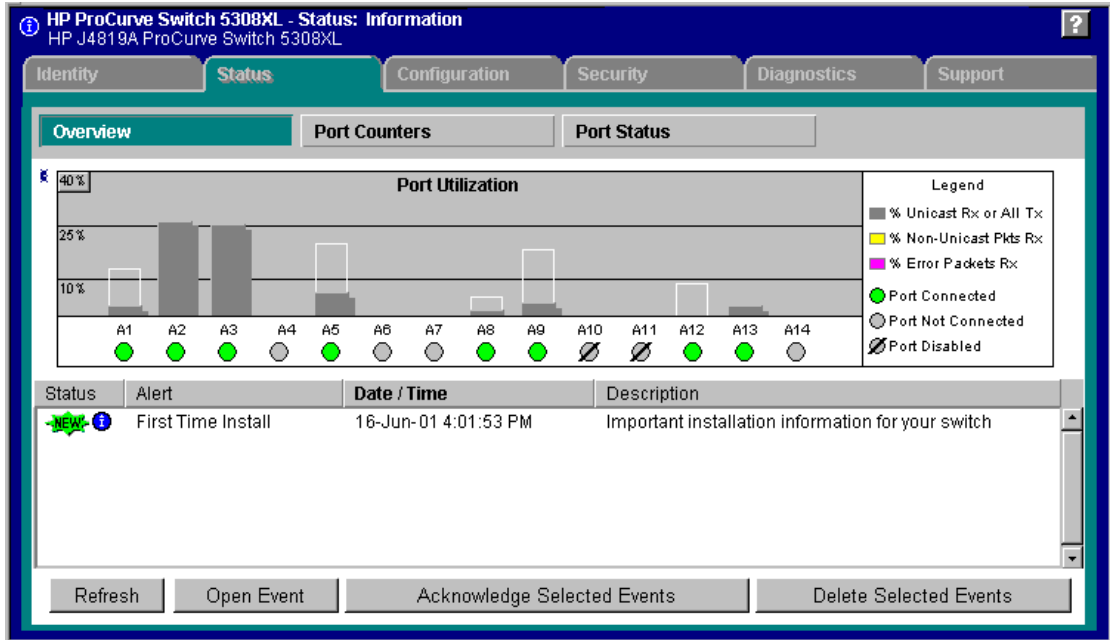 HP ProCurve Switch 5308XL - Status: Information
HP J4819A ProCurve Switch 5308XL
?
Identity Status Configuration Security Diagnostics Support
Overview Port Counters Port Status
40% Port Utilization
25%
10%
A1 A2 A3 A4 A5 A6 A7 A8 A9 A10 A11 A12 A13 A14
Legend
% Unicast Rx or All Tx
% Non-Unicast Pkts Rx
% Error Packets Rx
Port Connected
Port Not Connected
Port Disabled
Status Alert Date / Time Description
NEW i First Time Install 16-Jun-01 4:01:53 PM Important installation information for your switch
Refresh Open Event Acknowledge Selected Events Delete Selected Events